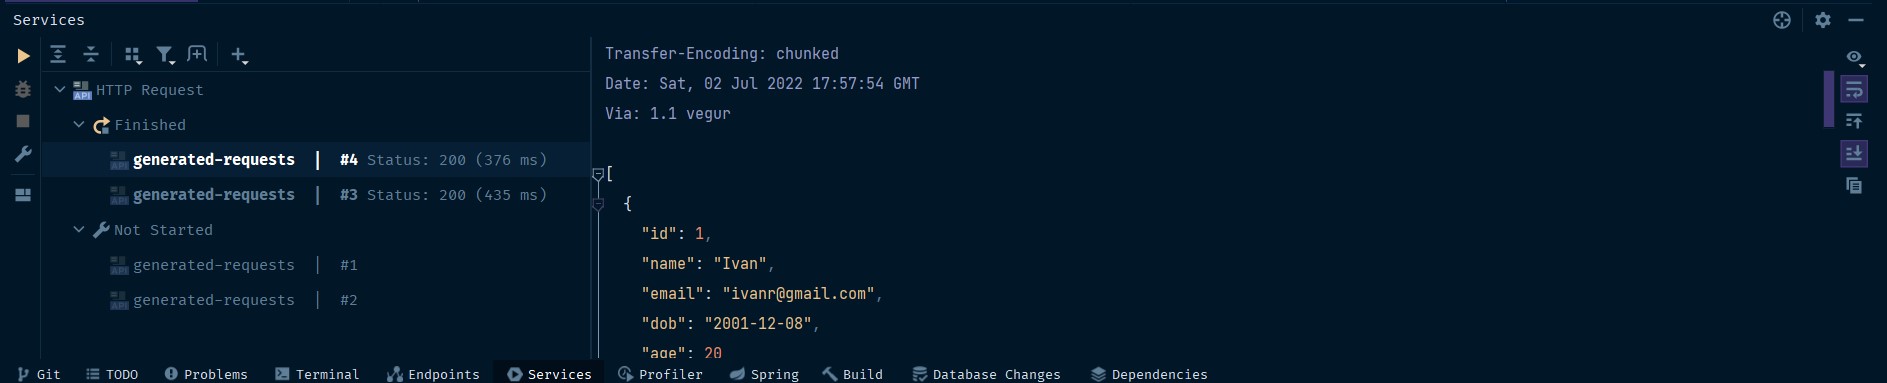 Services
HTTP Request
Finished
generated-requests | #4 Status: 200 (376 ms)
generated-requests | #3 Status: 200 (435 ms)
Not Started
generated-requests | #1
generated-requests | #2
Transfer-Encoding: chunked
Date: Sat, 02 Jul 2022 17:57:54 GMT
Via: 1.1 vegur
[
{
"id": 1,
"name": "Ivan",
"email": "ivanr@gmail.com",
"dob": "2001-12-08",
"age": 20
Git TODO Problems Terminal Endpoints Services Profiler Spring Build Database Changes Dependencies